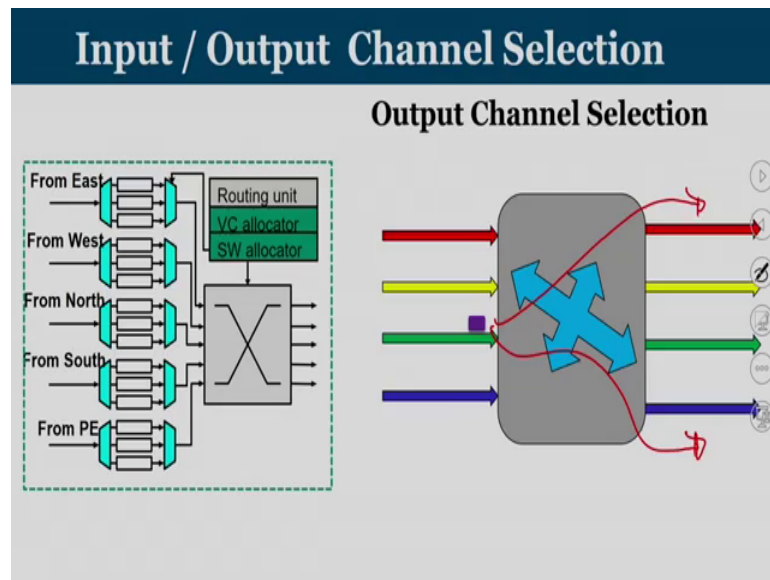 Input / Output Channel Selection
Output Channel Selection
From East
From West
From North
From South
From PE
Routing unit
VC allocator
SW allocator